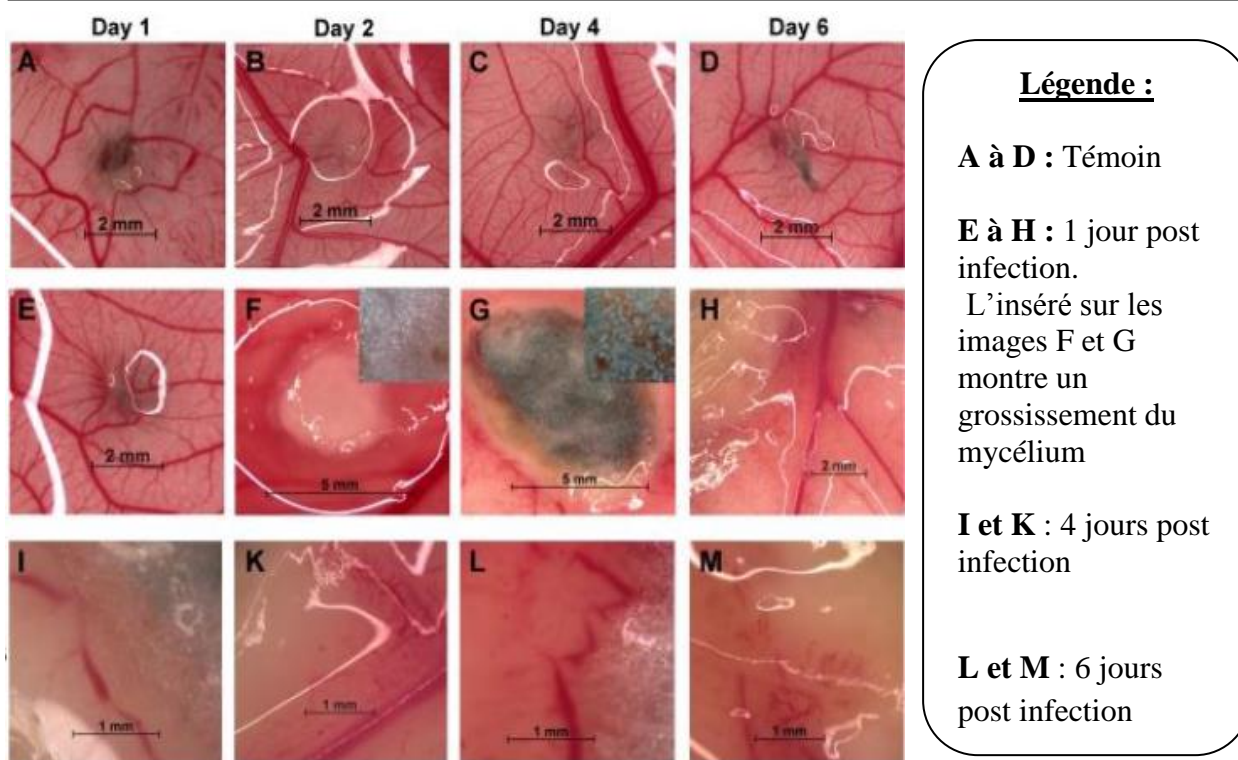 Day 1 Day 2 Day 4 Day 6
A B C D
2 mm 2 mm 2 mm 2 mm
E F G H
2 mm 5 mm 5 mm 2 mm
I K L M
1 mm 1 mm 1 mm 1 mm
Légende :
A à D : Témoin
E à H : 1 jour post
infection.
L’inséré sur les
images F et G
montre un
grossissement du
mycélium
I et K : 4 jours post
infection
L et M : 6 jours
post infection